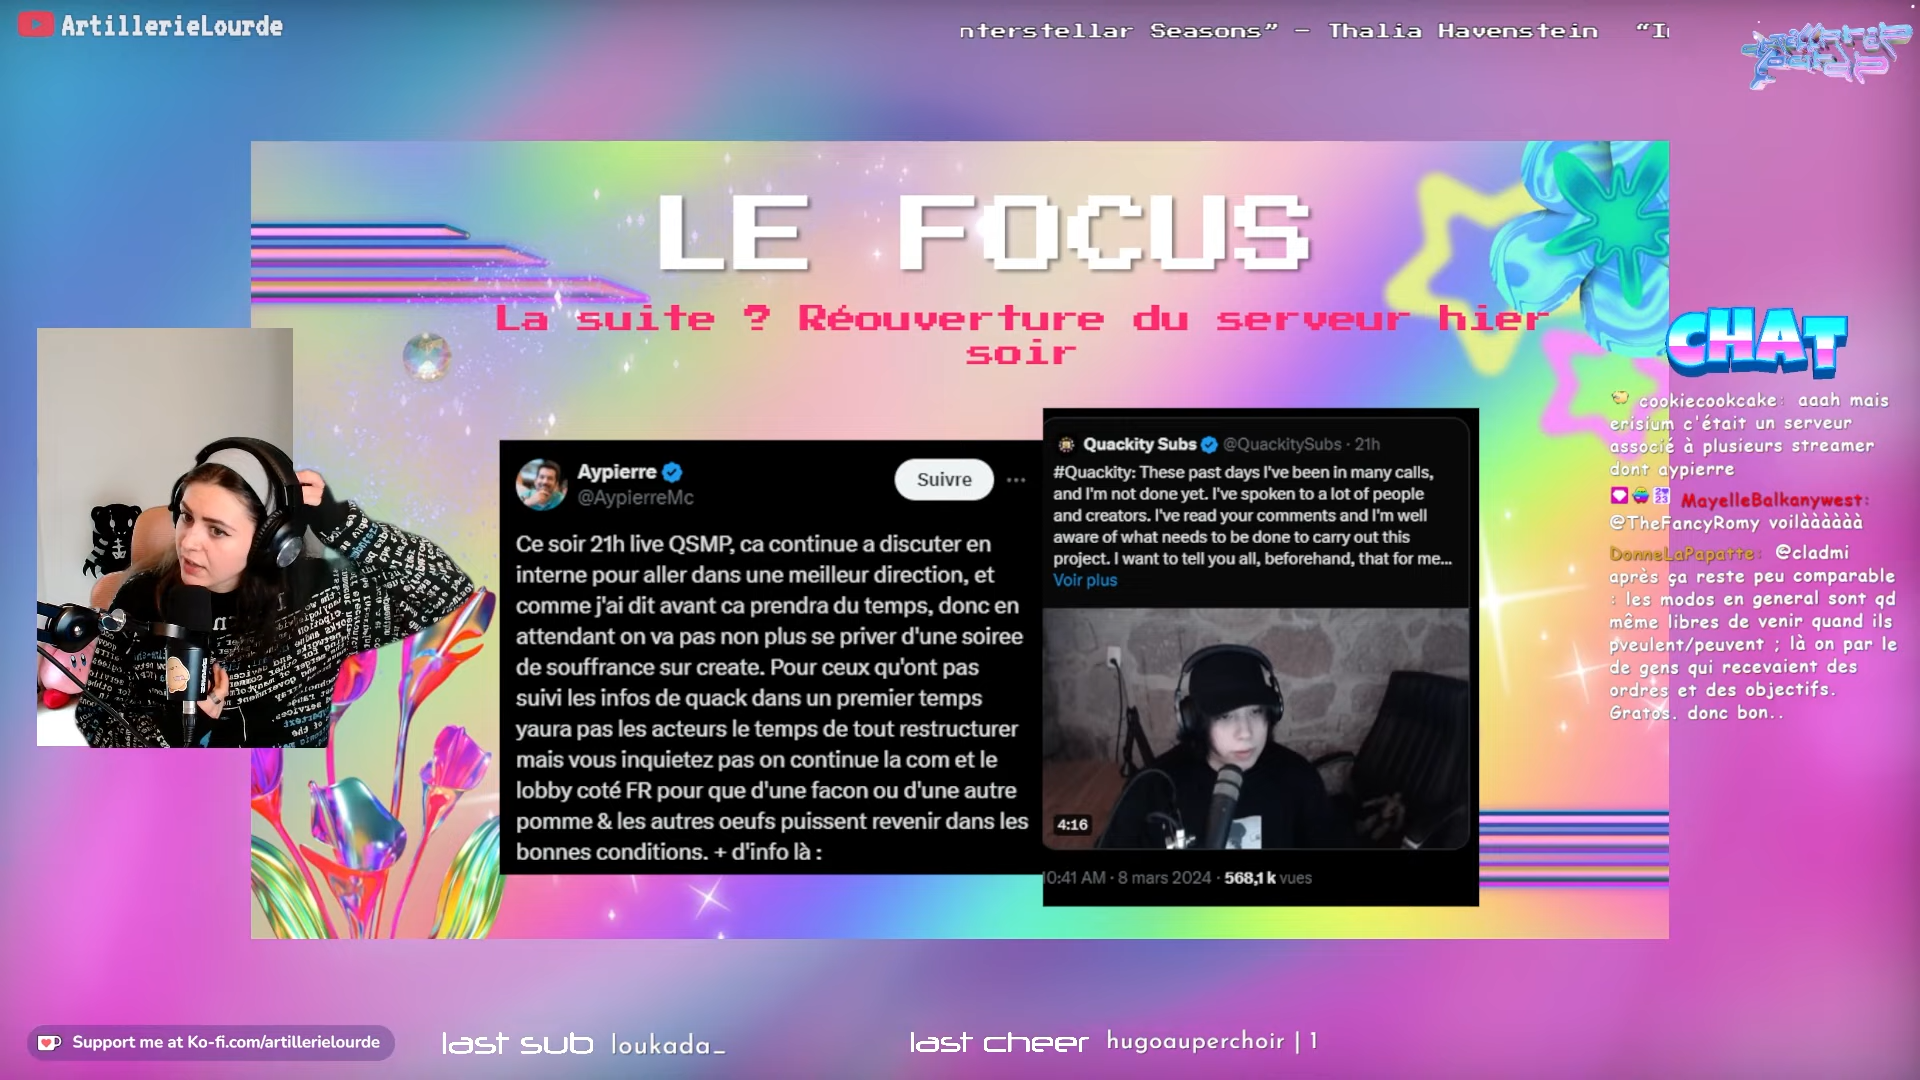 ArtillerieLourde
nterstellar Seasons” — Thalia Havenstein “I
LE FOCUS
La suite ? Réouverture du serveur hier
soir
Aypierre
@AypierreMc
Suivre
Ce soir 21h live QSMP, ca continue a discuter en
interne pour aller dans une meilleur direction, et
comme j'ai dit avant ca prendra du temps, donc en
attendant on va pas non plus se priver d'une soiree
de souffrance sur create. Pour ceux qu'ont pas
suivi les infos de quack dans un premier temps
yaura pas les acteurs le temps de tout restructurer
mais vous inquietez pas on continue la com et le
lobby coté FR pour que d'une facon ou d'une autre
pomme & les autres oeufs puissent revenir dans les
bonnes conditions. + d'info là :
Quackity Subs @QuackitySubs · 21h
#Quackity: These past days I've been in many calls,
and I'm not done yet. I've spoken to a lot of people
and creators. I've read your comments and I'm well
aware of what needs to be done to carry out this
project. I want to tell you all, beforehand, that for me...
Voir plus
4:16
0:41 AM · 8 mars 2024 · 568,1 k vues
CHAT
cookiecookcake: aaah mais
erisium c'était un serveur
associé à plusieurs streamer
dont aypierre
MayelleBalkanywest:
@TheFancyRomy voilàààààà
DonneLaPapatte: @cladmi
après ça reste peu comparable
: les modos en general sont qd
même libres de venir quand ils
pveulent/peuvent ; là on par le
de gens qui recevaient des
ordres et des objectifs.
Gratos. donc bon..
Support me at Ko-fi.com/artillerielourde
last sub loukada_
last cheer hugoauperchoir | 1